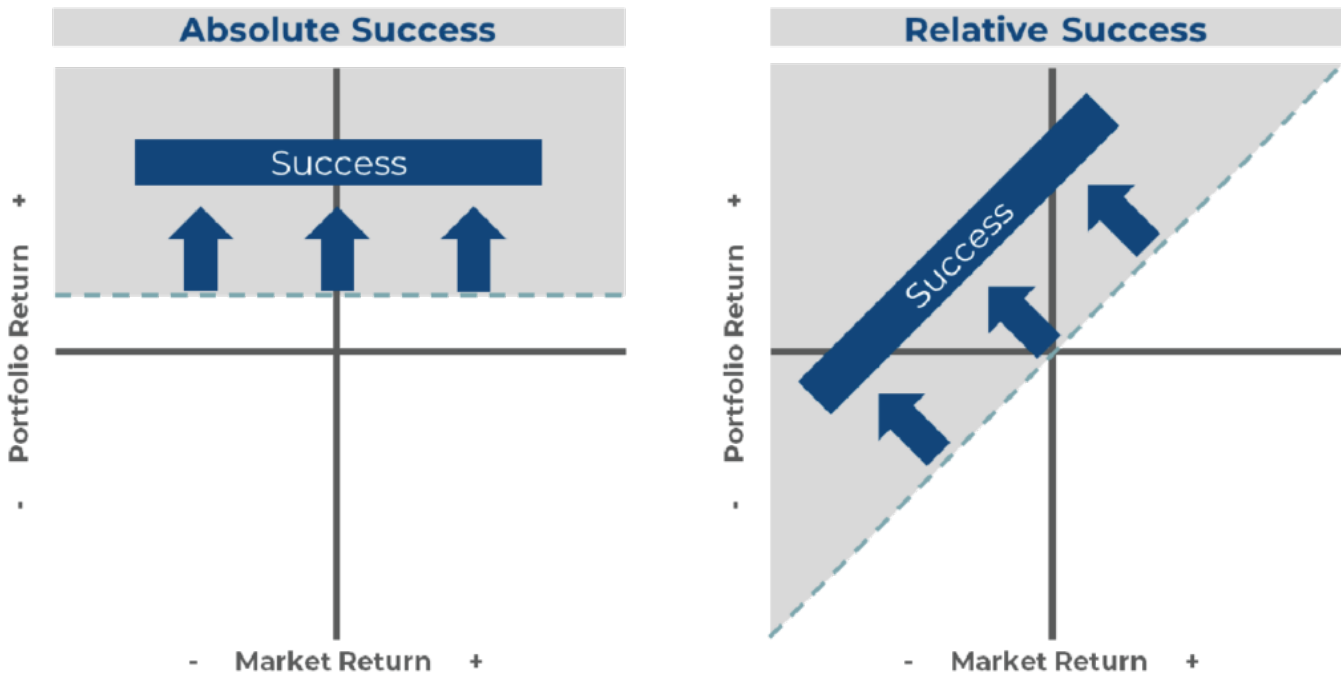 Absolute Success
Success
- Portfolio Return +
- Market Return +
Relative Success
Success
- Portfolio Return +
- Market Return +